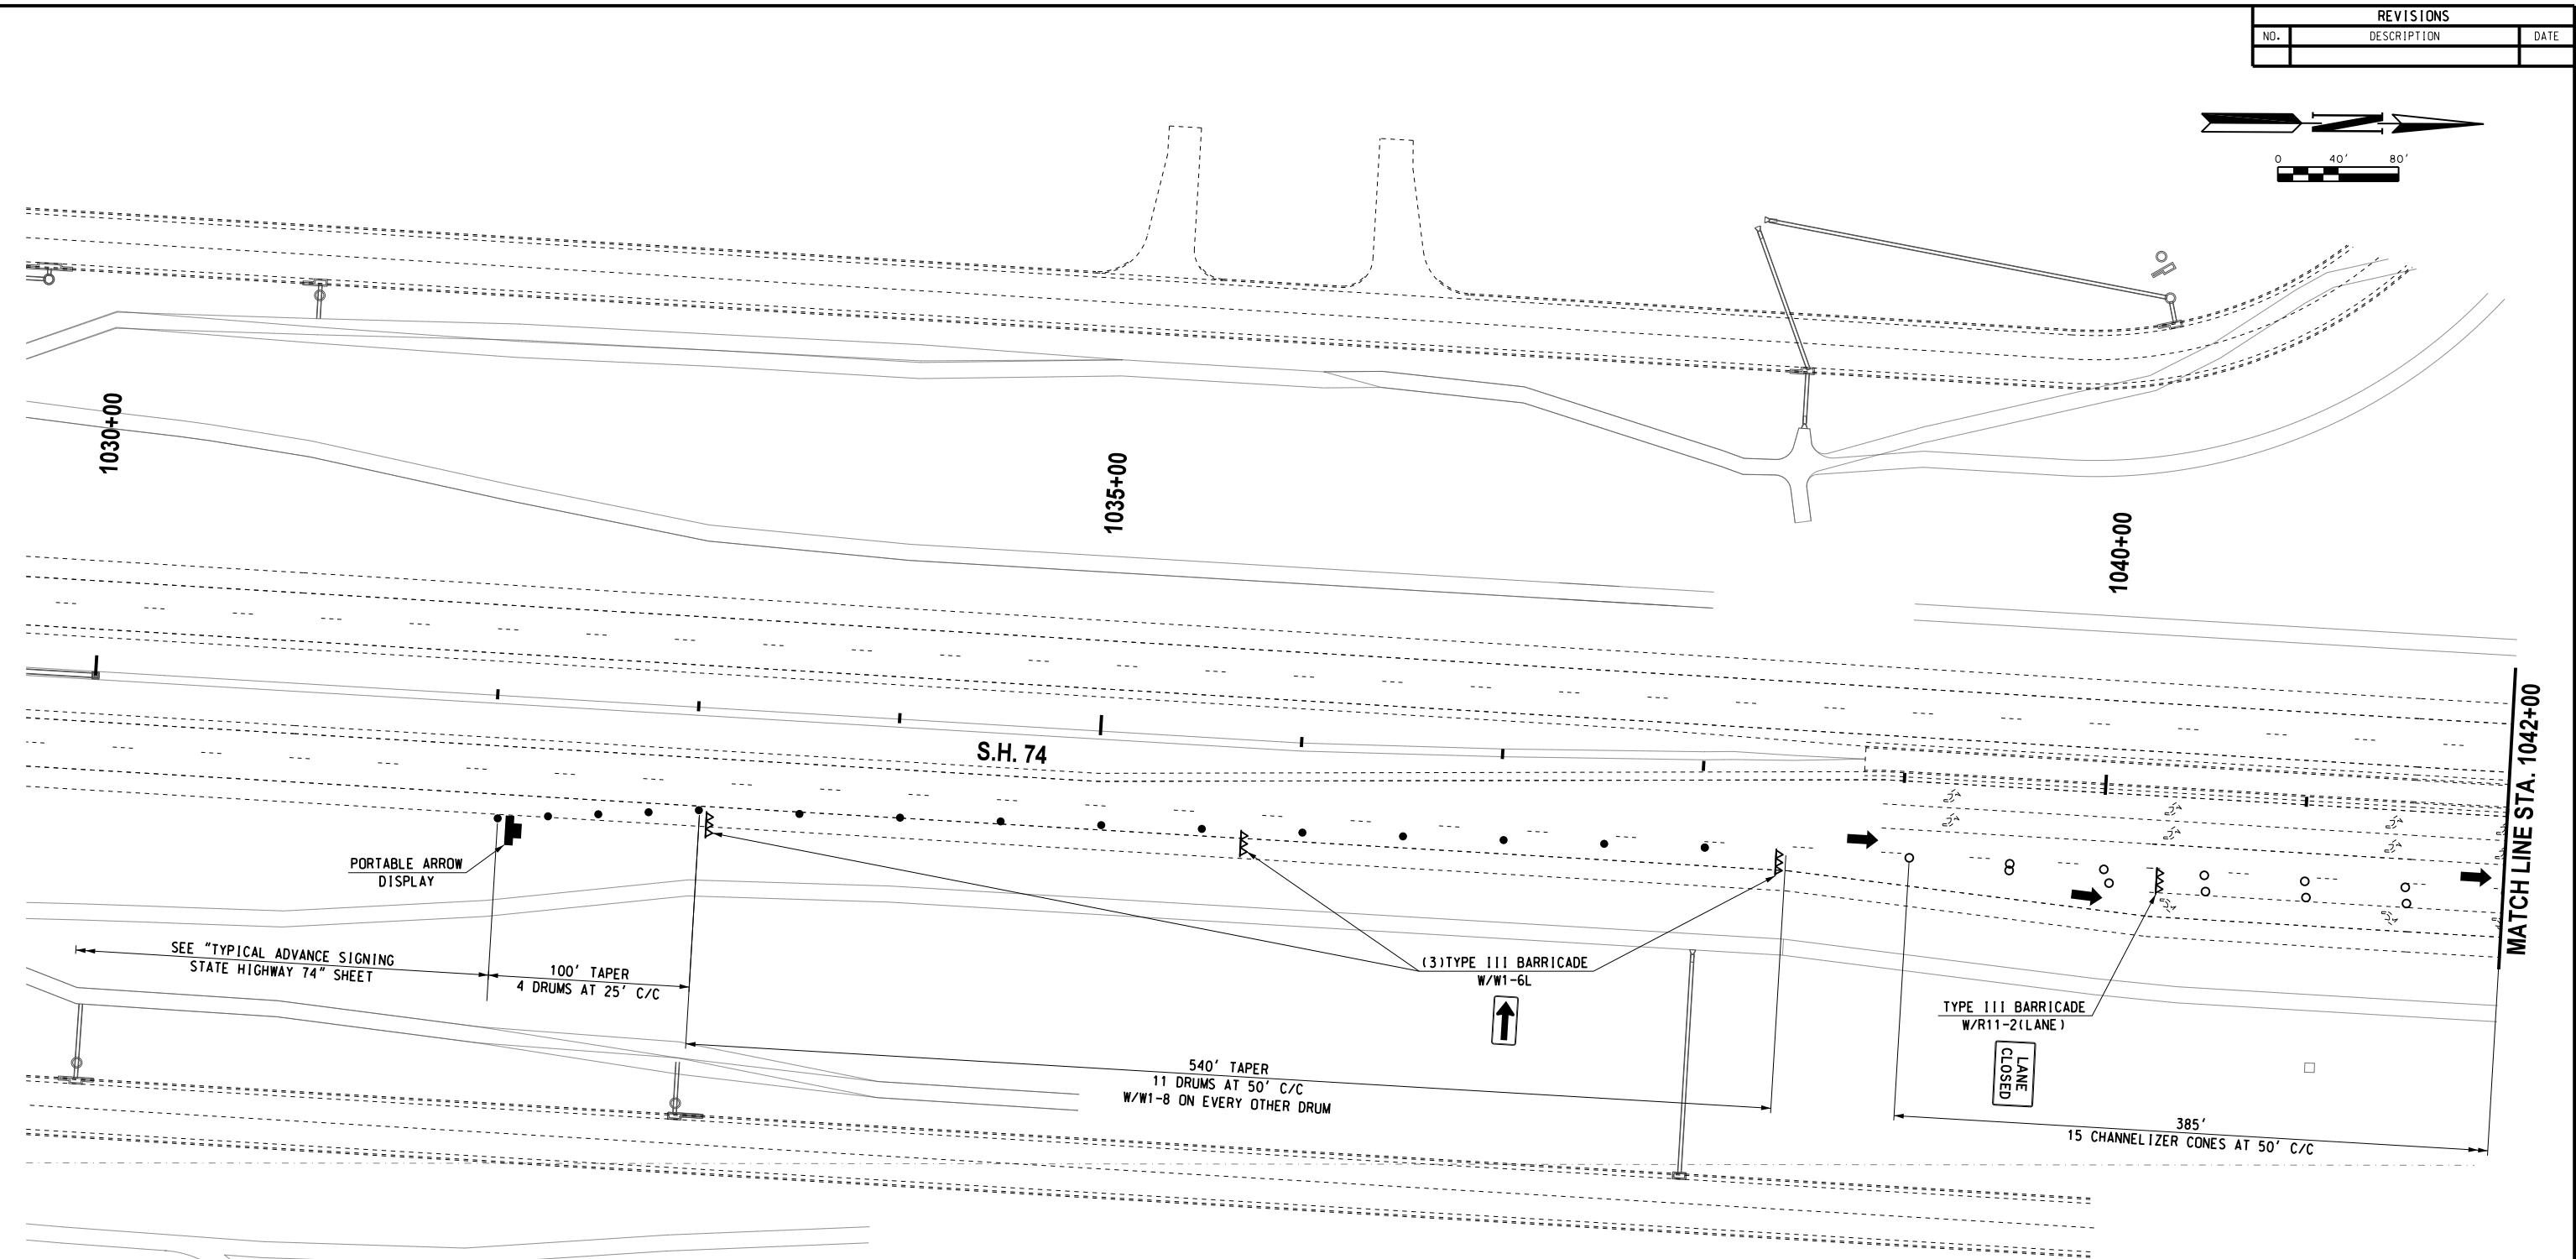 REVISIONS
NO. DESCRIPTION DATE
N
0 40' 80'
1030+00
1035+00
1040+00
S.H. 74
MATCH LINE STA. 1042+00
PORTABLE ARROW
DISPLAY
SEE "TYPICAL ADVANCE SIGNING
STATE HIGHWAY 74" SHEET
100' TAPER
4 DRUMS AT 25' C/C
(3)TYPE III BARRICADE
W/W1-6L
540' TAPER
11 DRUMS AT 50' C/C
W/W1-8 ON EVERY OTHER DRUM
TYPE III BARRICADE
W/R11-2(LANE)
LANE
CLOSED
385'
15 CHANNELIZER CONES AT 50' C/C